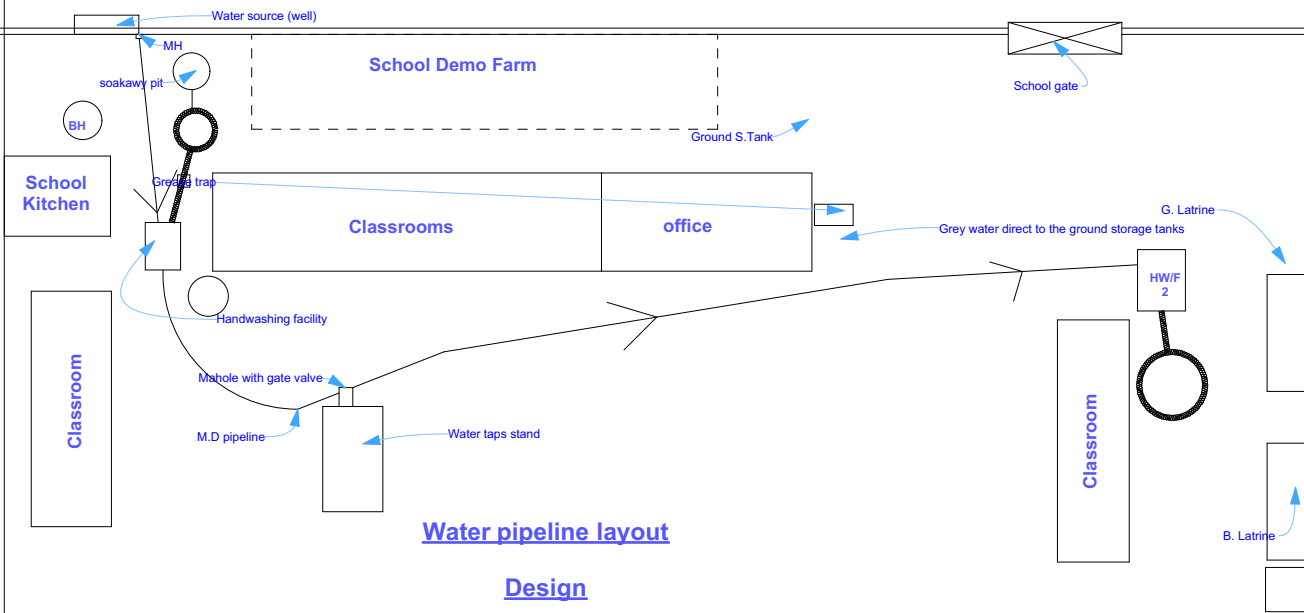 Water source (well)
MH
School Demo Farm
soakawy pit
School gate
BH
Ground S.Tank
School
Kitchen
Grease trap
Classrooms
office
G. Latrine
Grey water direct to the ground storage tanks
HW/F
2
Handwashing facility
Classroom
Mahole with gate valve
M.D pipeline
Water taps stand
Classroom
Water pipeline layout
Design
B. Latrine